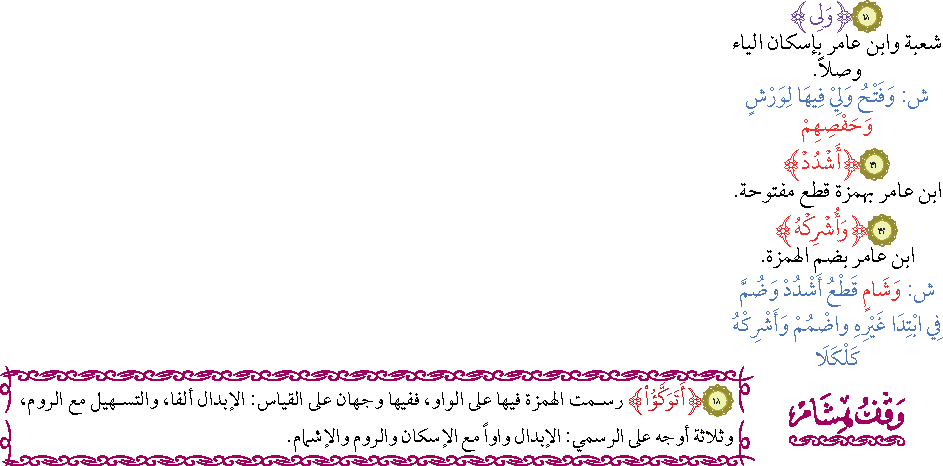 ١٨ ﴿وَلِي﴾
شعبة وابن عامر بإسكان الياء
وصلاً.
ش: وَفَتْحُ وَلِيْ فِيهَا لِوَرْشٍ
وَحَفْصِهِمْ
٣١ ﴿أَشْدُدْ﴾
ابن عامر بهمزة قطع مفتوحة.
٣٢ ﴿وَأُشْرِكْهُ﴾
ابن عامر بضم الهمزة.
ش: وَشَامٍ قَطْعُ أَشْدُدْ وَضُمَّ
فِي ابْتِدَا غَيْرِهِ واضْمُمْ وَأَشْرِكْهُ
كَلْكَلَا
وقف هشام
١٨ ﴿أَتَوَكَّؤُاْ﴾ رسمت الهمزة فيها على الواو، ففيها وجهان على القياس: الإبدال ألفا، والتسهيل مع الروم،
وثلاثة أوجه على الرسمي: الإبدال واواً مع الإسكان والروم والإشمام.